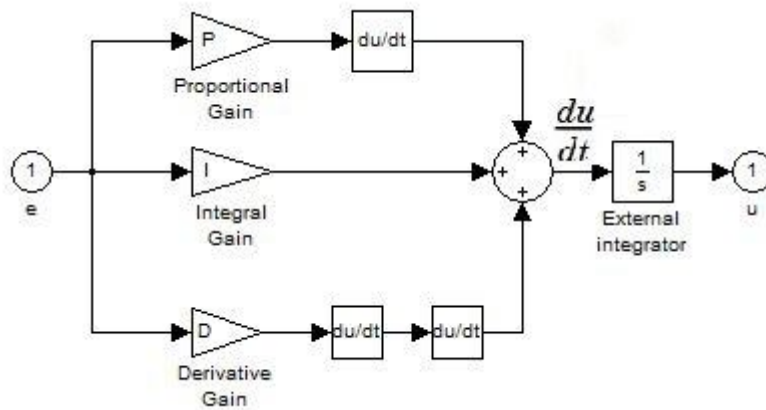 P
du/dt
Proportional
Gain
du
dt
1
e
I
Integral
Gain
+
+
+
1
s
External
integrator
1
u
D
du/dt
du/dt
Derivative
Gain